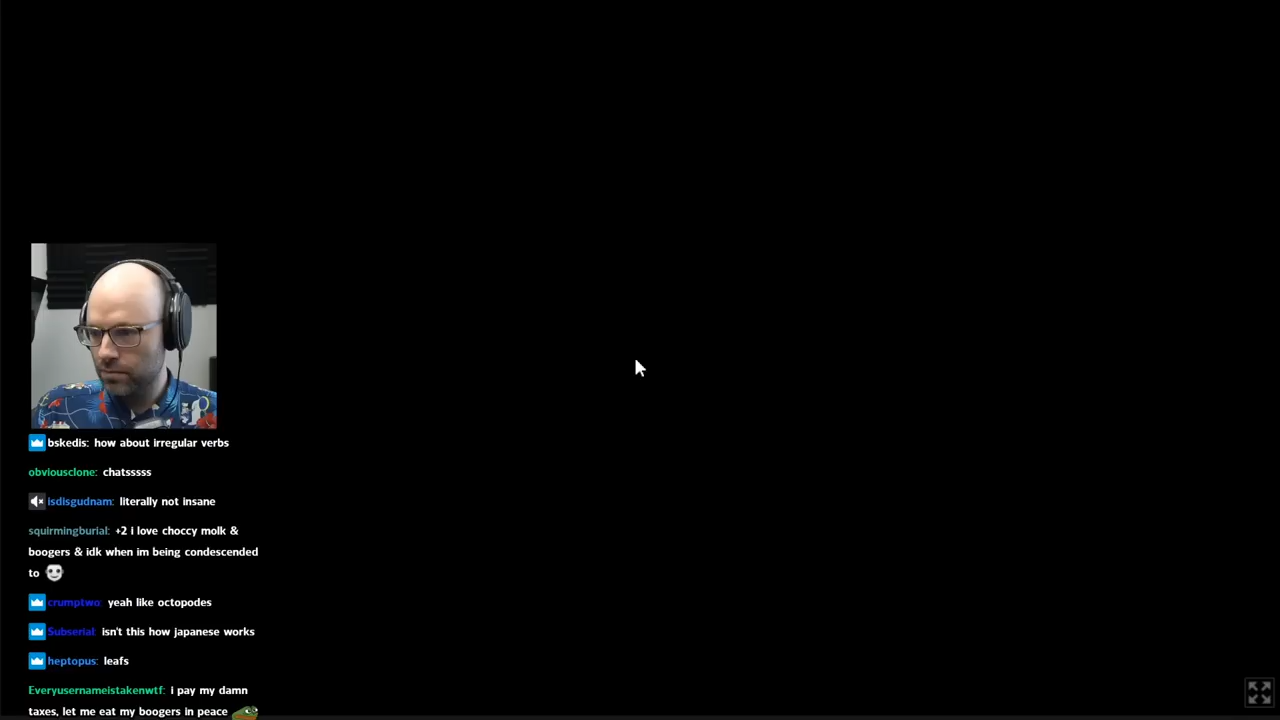 bskedis: how about irregular verbs
obviousclone: chatsssss
isdisgudnam: literally not insane
squirmingburial: +2 i love choccy molk &
boogers & idk when im being condescended
to
crumptwo: yeah like octopodes
Subserial: isn't this how japanese works
heptopus: leafs
Everyusernameistakenwtf: i pay my damn
taxes, let me eat my boogers in peace